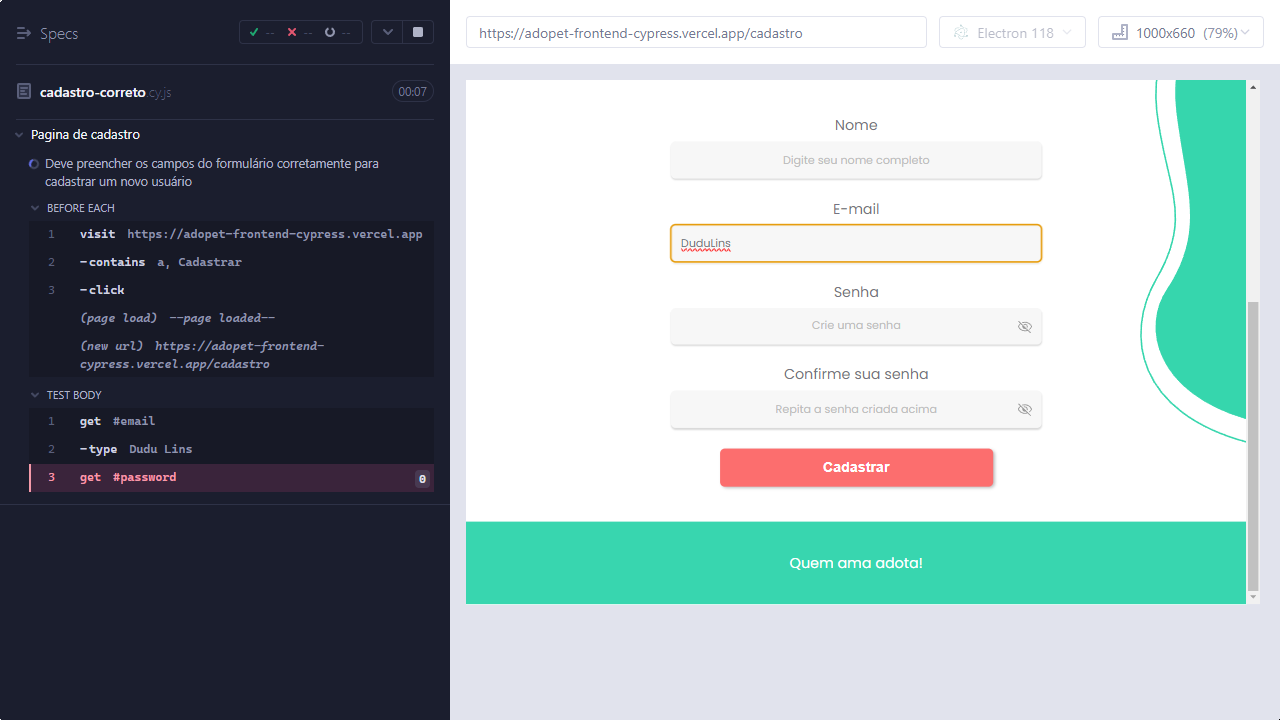 Specs
-- -- --
cadastro-correto.cy.js
00:07
Pagina de cadastro
Deve preencher os campos do formulário corretamente para
cadastrar um novo usuário
BEFORE EACH
1 visit https://adopet-frontend-cypress.vercel.app
2 -contains a, Cadastrar
3 -click
(page load) --page loaded--
(new url) https://adopet-frontend-
cypress.vercel.app/cadastro
TEST BODY
1 get #email
2 -type Dudu Lins
3 get #password 0
https://adopet-frontend-cypress.vercel.app/cadastro
Electron 118
1000x660 (79%)
Nome
Digite seu nome completo
E-mail
DuduLins
Senha
Crie uma senha
Confirme sua senha
Repita a senha criada acima
Cadastrar
Quem ama adota!